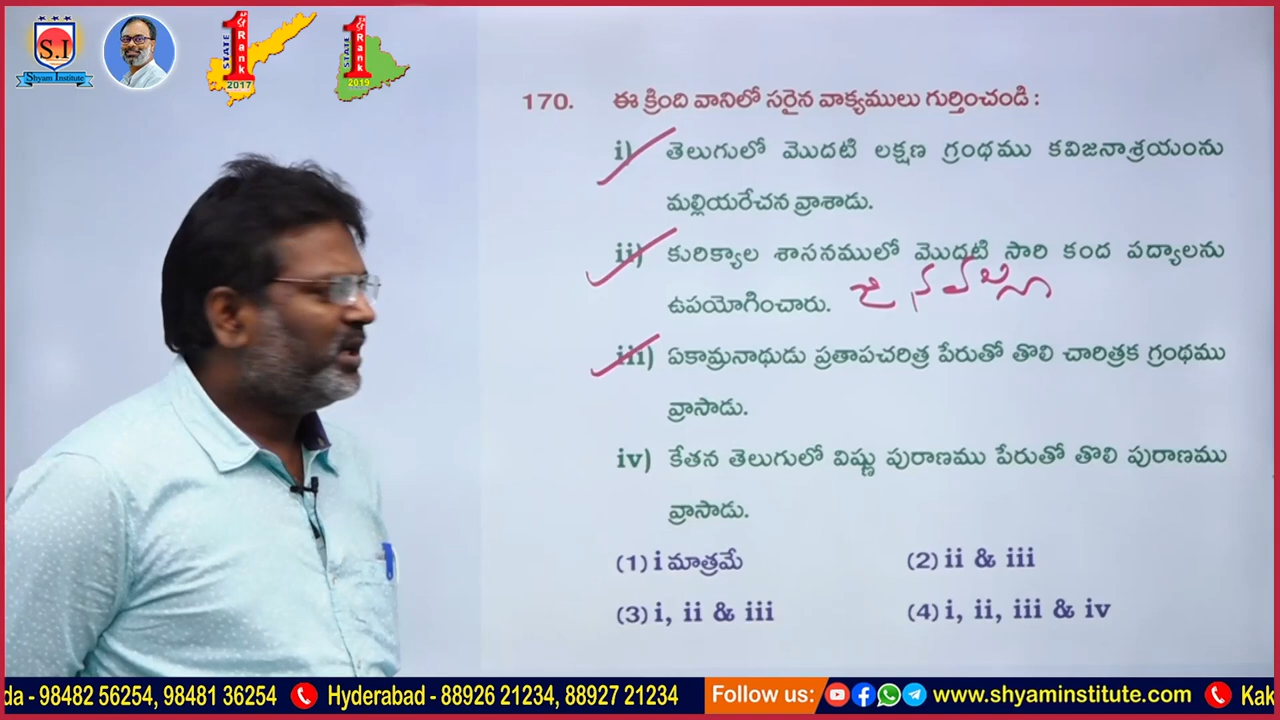 S.I
Shyam Institute
STATE 1st Rank
2017
STATE 1st Rank
2019
170. ఈ క్రింది వానిలో సరైన వాక్యములు గుర్తించండి :
i) తెలుగులో మొదటి లక్షణ గ్రంథము కవిజనాశ్రయంను
మల్లియరేచన వ్రాశాడు.
ii) కురిక్యాల శాసనములో మొదటి సారి కంద పద్యాలను
ఉపయోగించారు.
iii) ఏకామ్రనాథుడు ప్రతాపచరిత్ర పేరుతో తొలి చారిత్రక గ్రంథము
వ్రాసాడు.
iv) కేతన తెలుగులో విష్ణు పురాణము పేరుతో తొలి పురాణము
వ్రాసాడు.
(1) i మాత్రమే (2) ii & iii
(3) i, ii & iii (4) i, ii, iii & iv
da - 98482 56254, 98481 36254 Hyderabad - 88926 21234, 88927 21234 Follow us: www.shyaminstitute.com Kak